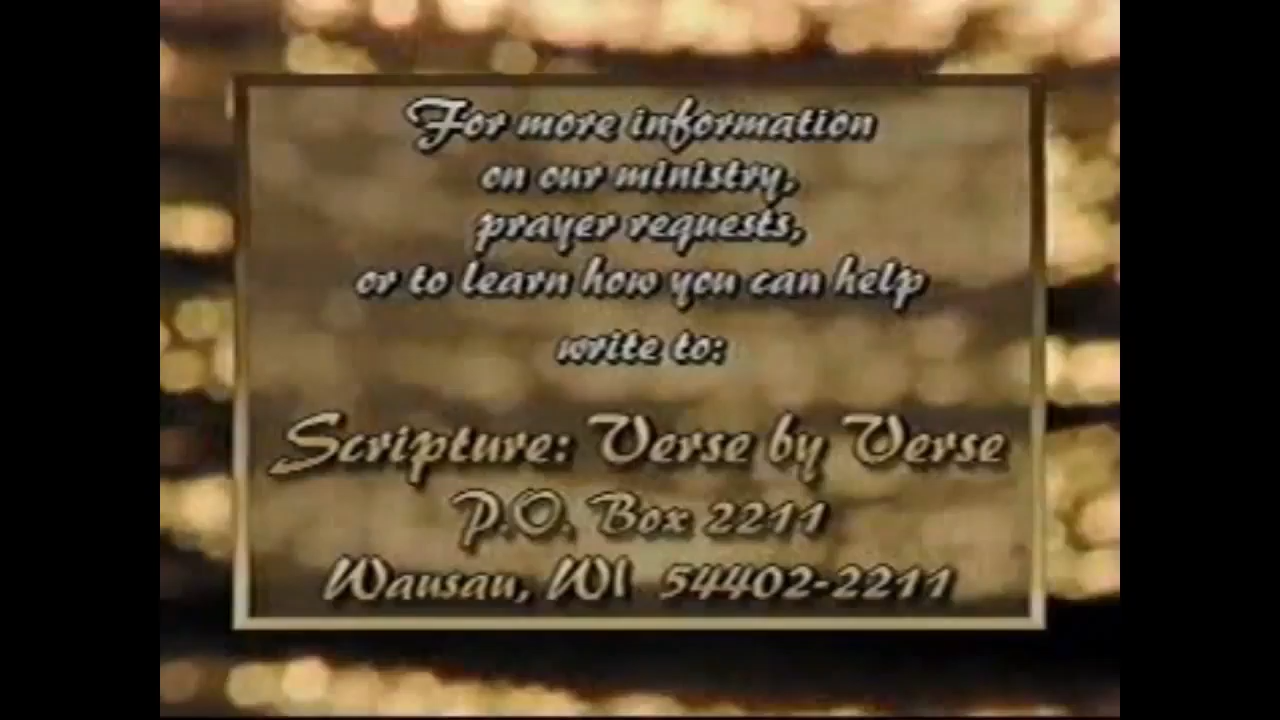 For more information
on our ministry,
prayer requests,
or to learn how you can help
write to:
Scripture: Verse by Verse
P.O. Box 2211
Wausau, WI 54402-2211